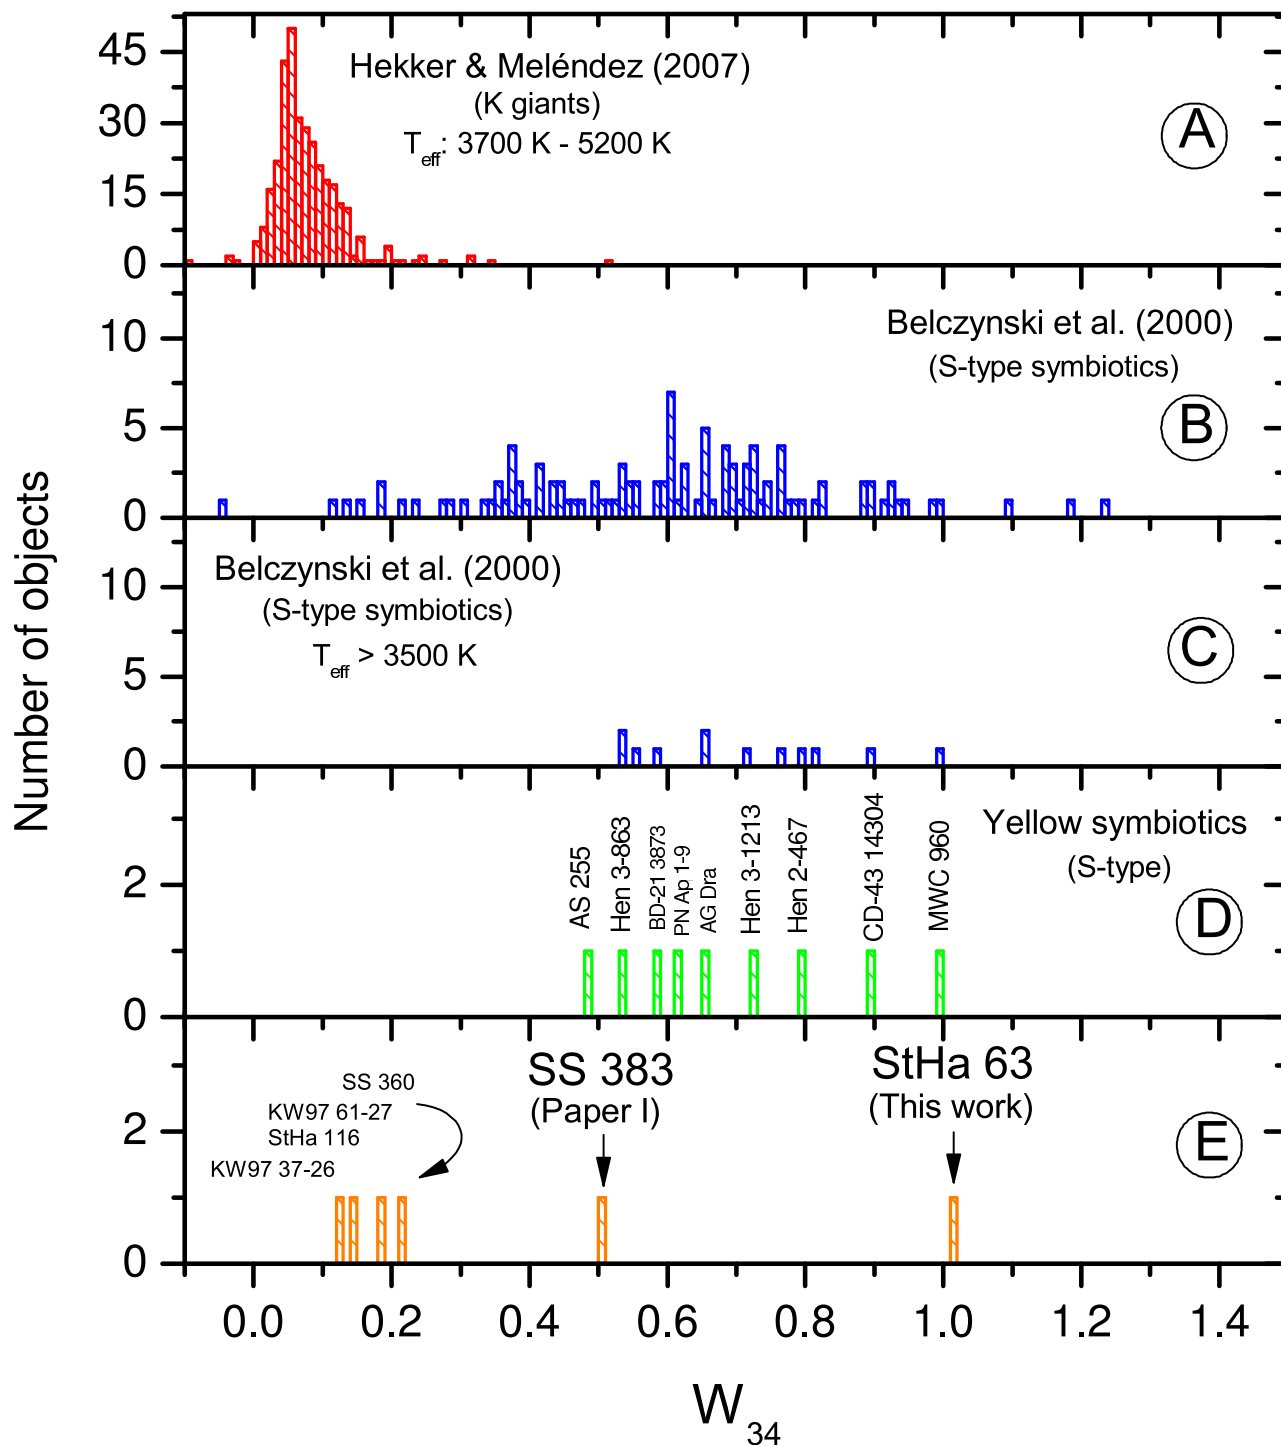 Number of objects
45
30
15
0
Hekker & Meléndez (2007)
(K giants)
Teff: 3700 K - 5200 K
A
10
5
0
Belczynski et al. (2000)
(S-type symbiotics)
B
10
5
0
Belczynski et al. (2000)
(S-type symbiotics)
Teff > 3500 K
C
2
0
AS 255
Hen 3-863
BD-21 3873
PN Ap 1-9
AG Dra
Hen 3-1213
Hen 2-467
CD-43 14304
MWC 960
Yellow symbiotics
(S-type)
D
2
0
SS 360
KW97 61-27
StHa 116
KW97 37-26
SS 383
(Paper I)
StHa 63
(This work)
E
0.0 0.2 0.4 0.6 0.8 1.0 1.2 1.4
W34